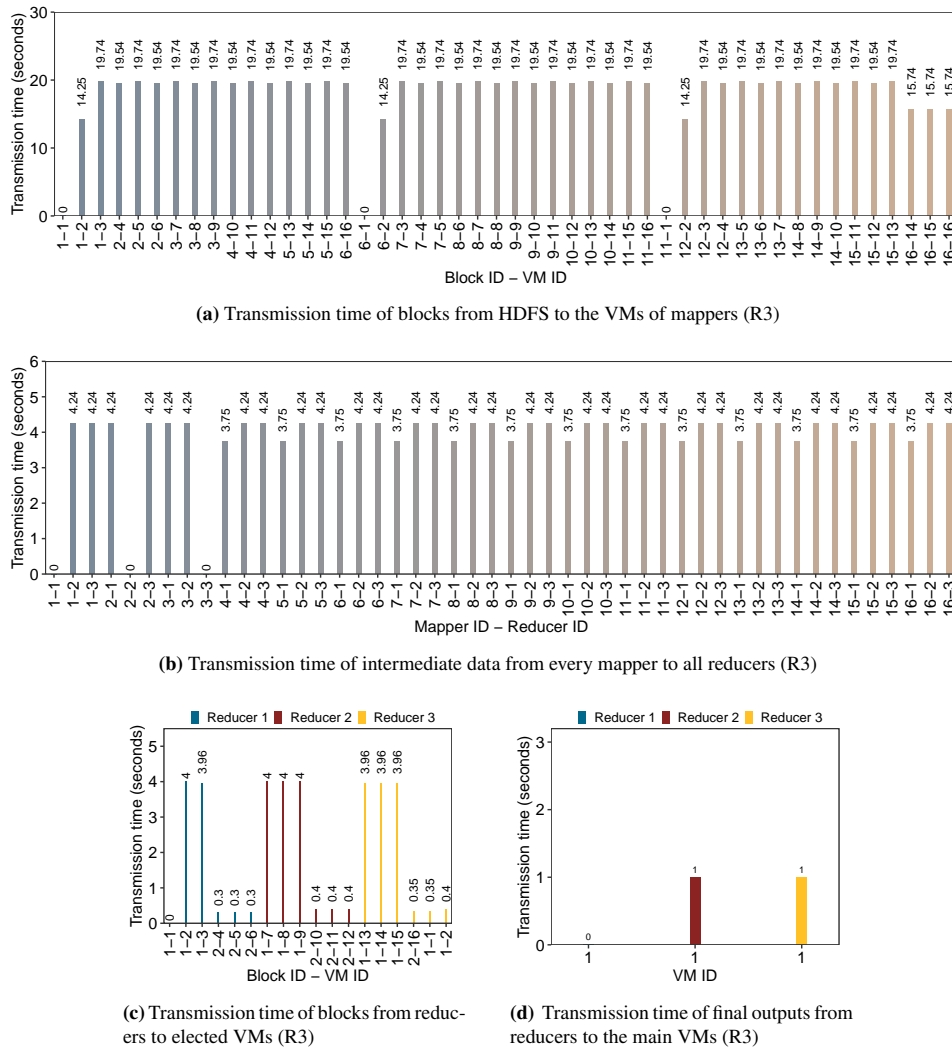 30
20
10
0
Transmission time (seconds)
0 14.25 19.74 19.54 19.74 19.54 19.74 19.54 19.74 19.54 19.74 19.54 19.74 19.54 19.74 19.54 0 14.25 19.74 19.54 19.74 19.54 19.74 19.54 19.74 19.54 19.74 19.54 19.74 19.54 19.74 19.54 0 14.25 19.74 19.54 19.74 19.54 19.74 19.54 19.74 19.54 19.74 19.54 19.74 15.74 15.74 15.74
1−1 1−2 1−3 2−4 2−5 2−6 3−7 3−8 3−9 4−10 4−11 4−12 5−13 5−14 5−15 6−16 6−1 6−2 7−3 7−4 7−5 8−6 8−7 8−8 9−9 9−10 9−11 10−12 10−13 10−14 11−15 11−16 11−1 12−2 12−3 12−4 13−5 13−6 13−7 14−8 14−9 14−10 15−11 15−12 15−13 16−14 16−15 16−16
Block ID − VM ID
(a) Transmission time of blocks from HDFS to the VMs of mappers (R3)
6
5
4
3
2
1
0
Transmission time (seconds)
0 4.24 4.24 4.24 0 4.24 4.24 4.24 0 3.75 4.24 4.24 3.75 4.24 4.24 3.75 4.24 4.24 3.75 4.24 4.24 3.75 4.24 4.24 3.75 4.24 4.24 3.75 4.24 4.24 3.75 4.24 4.24 3.75 4.24 4.24 3.75 4.24 4.24 3.75 4.24 4.24 3.75 4.24 4.24 3.75 4.24 4.24
1−1 1−2 1−3 2−1 2−2 2−3 3−1 3−2 3−3 4−1 4−2 4−3 5−1 5−2 5−3 6−1 6−2 6−3 7−1 7−2 7−3 8−1 8−2 8−3 9−1 9−2 9−3 10−1 10−2 10−3 11−1 11−2 11−3 12−1 12−2 12−3 13−1 13−2 13−3 14−1 14−2 14−3 15−1 15−2 15−3 16−1 16−2 16−3
Mapper ID − Reducer ID
(b) Transmission time of intermediate data from every mapper to all reducers (R3)
Reducer 1 Reducer 2 Reducer 3
5
4
3
2
1
0
Transmission time (seconds)
0 4 3.96 0.3 0.3 0.3 4 4 4 0.4 0.4 0.4 3.96 3.96 3.96 0.35 0.35 0.4
1−1 1−2 1−3 2−4 2−5 2−6 1−7 1−8 1−9 2−10 2−11 2−12 1−13 1−14 1−15 2−16 1−1 1−2
Block ID − VM ID
(c) Transmission time of blocks from reduc-
ers to elected VMs (R3)
Reducer 1 Reducer 2 Reducer 3
3
2
1
0
Transmission time (seconds)
0 1 1
1 1 1
VM ID
(d) Transmission time of final outputs from
reducers to the main VMs (R3)